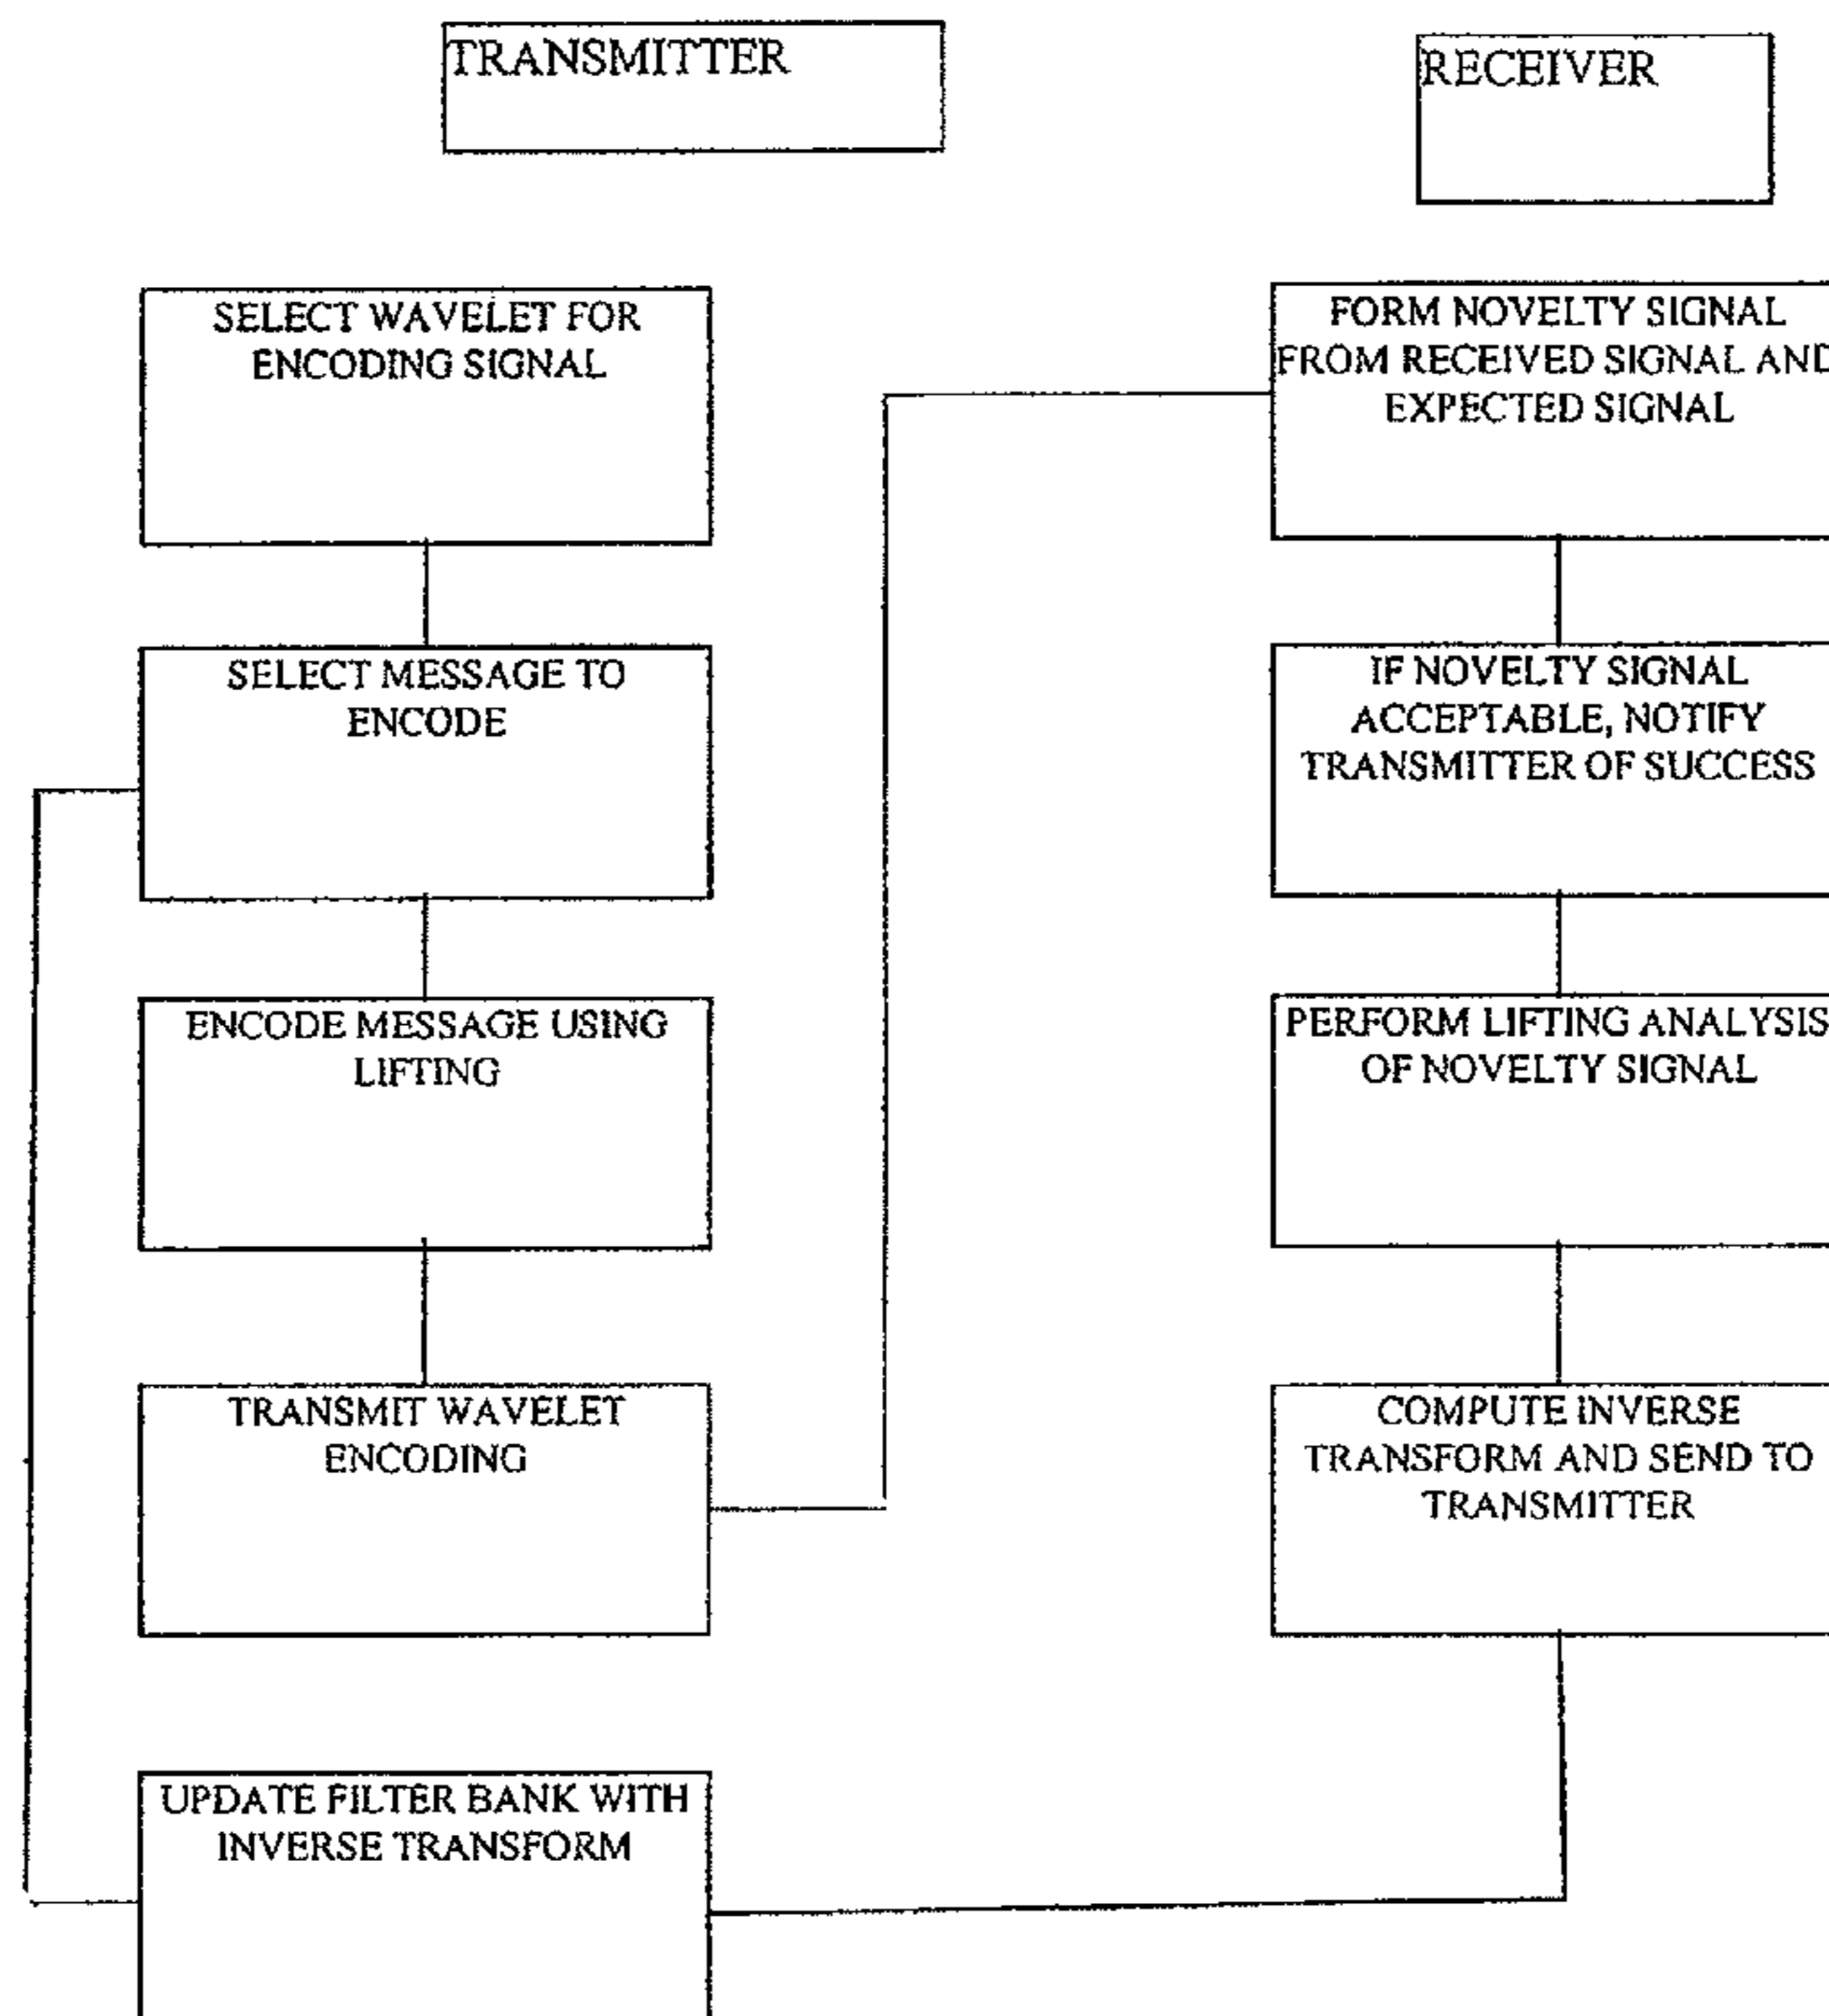 TRANSMITTER
RECEIVER
SELECT WAVELET FOR
ENCODING SIGNAL
SELECT MESSAGE TO
ENCODE
ENCODE MESSAGE USING
LIFTING
TRANSMIT WAVELET
ENCODING
UPDATE FILTER BANK WITH
INVERSE TRANSFORM
FORM NOVELTY SIGNAL
FROM RECEIVED SIGNAL AND
EXPECTED SIGNAL
IF NOVELTY SIGNAL
ACCEPTABLE, NOTIFY
TRANSMITTER OF SUCCESS
PERFORM LIFTING ANALYSIS
OF NOVELTY SIGNAL
COMPUTE INVERSE
TRANSFORM AND SEND TO
TRANSMITTER